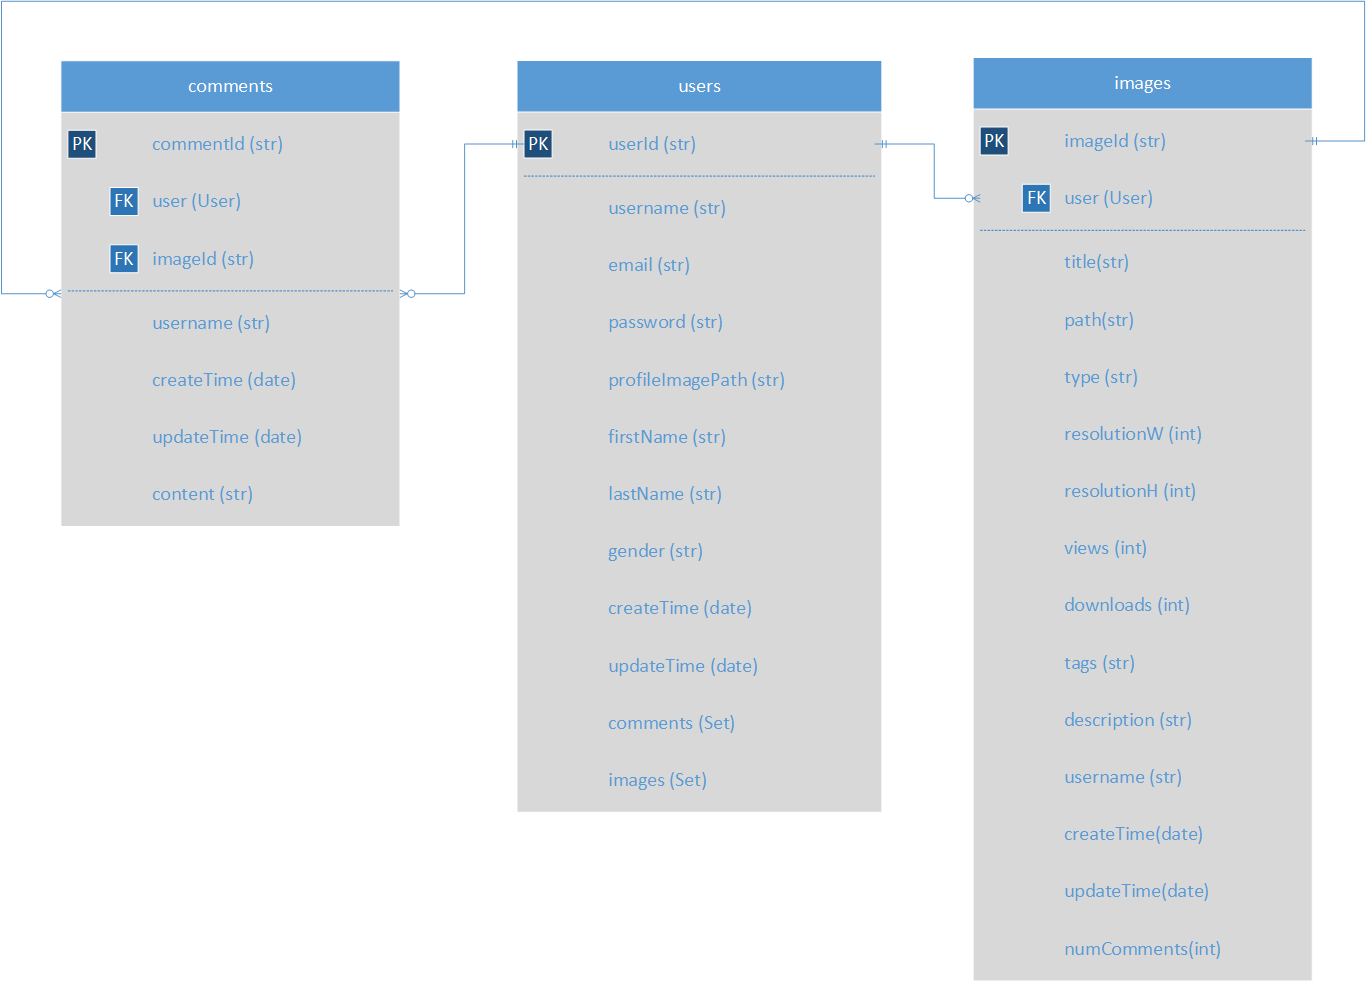 comments
PK commentId (str)
FK user (User)
FK imageId (str)
username (str)
createTime (date)
updateTime (date)
content (str)
users
PK userId (str)
username (str)
email (str)
password (str)
profileImagePath (str)
firstName (str)
lastName (str)
gender (str)
createTime (date)
updateTime (date)
comments (Set)
images (Set)
images
PK imageId (str)
FK user (User)
title(str)
path(str)
type (str)
resolutionW (int)
resolutionH (int)
views (int)
downloads (int)
tags (str)
description (str)
username (str)
createTime(date)
updateTime(date)
numComments(int)